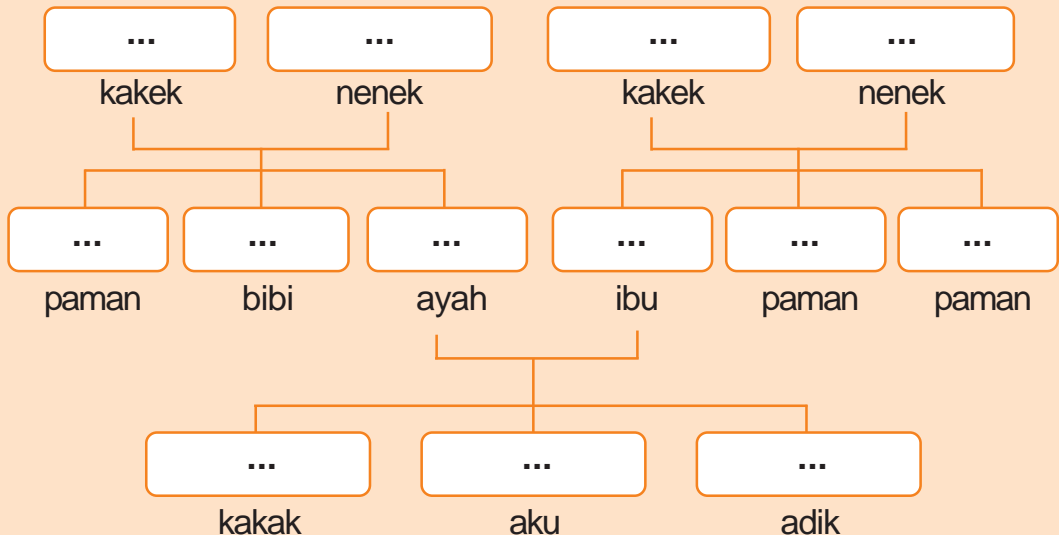 ... ... ... ...
kakek nenek kakek nenek
... ... ... ... ... ...
paman bibi ayah ibu paman paman
... ... ...
kakak aku adik